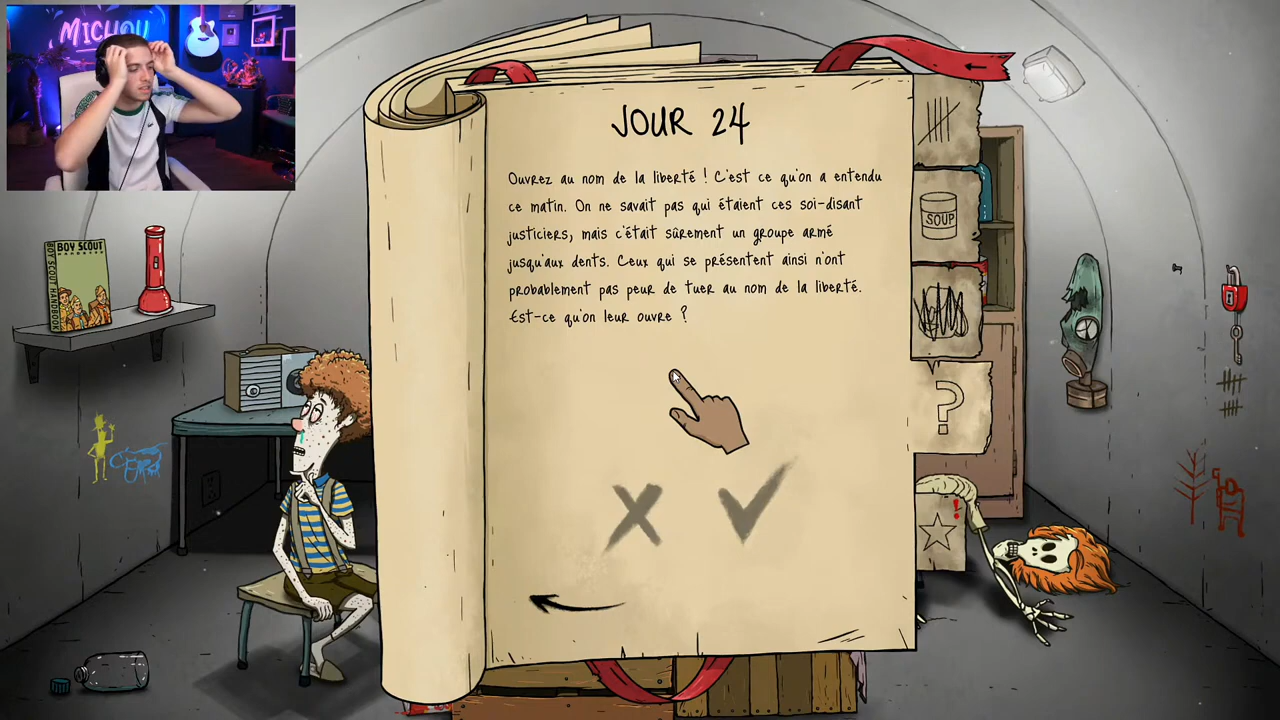 MICHOU
JOUR 24
Ouvrez au nom de la liberté ! C'est ce qu'on a entendu
ce matin. On ne savait pas qui étaient ces soi-disant
justiciers, mais c'était sûrement un groupe armé
jusqu'aux dents. Ceux qui se présentent ainsi n'ont
probablement pas peur de tuer au nom de la liberté.
Est-ce qu'on leur ouvre ?
SOUP
?
!
BOY SCOUT
BOY SCOUT HANDBOOK